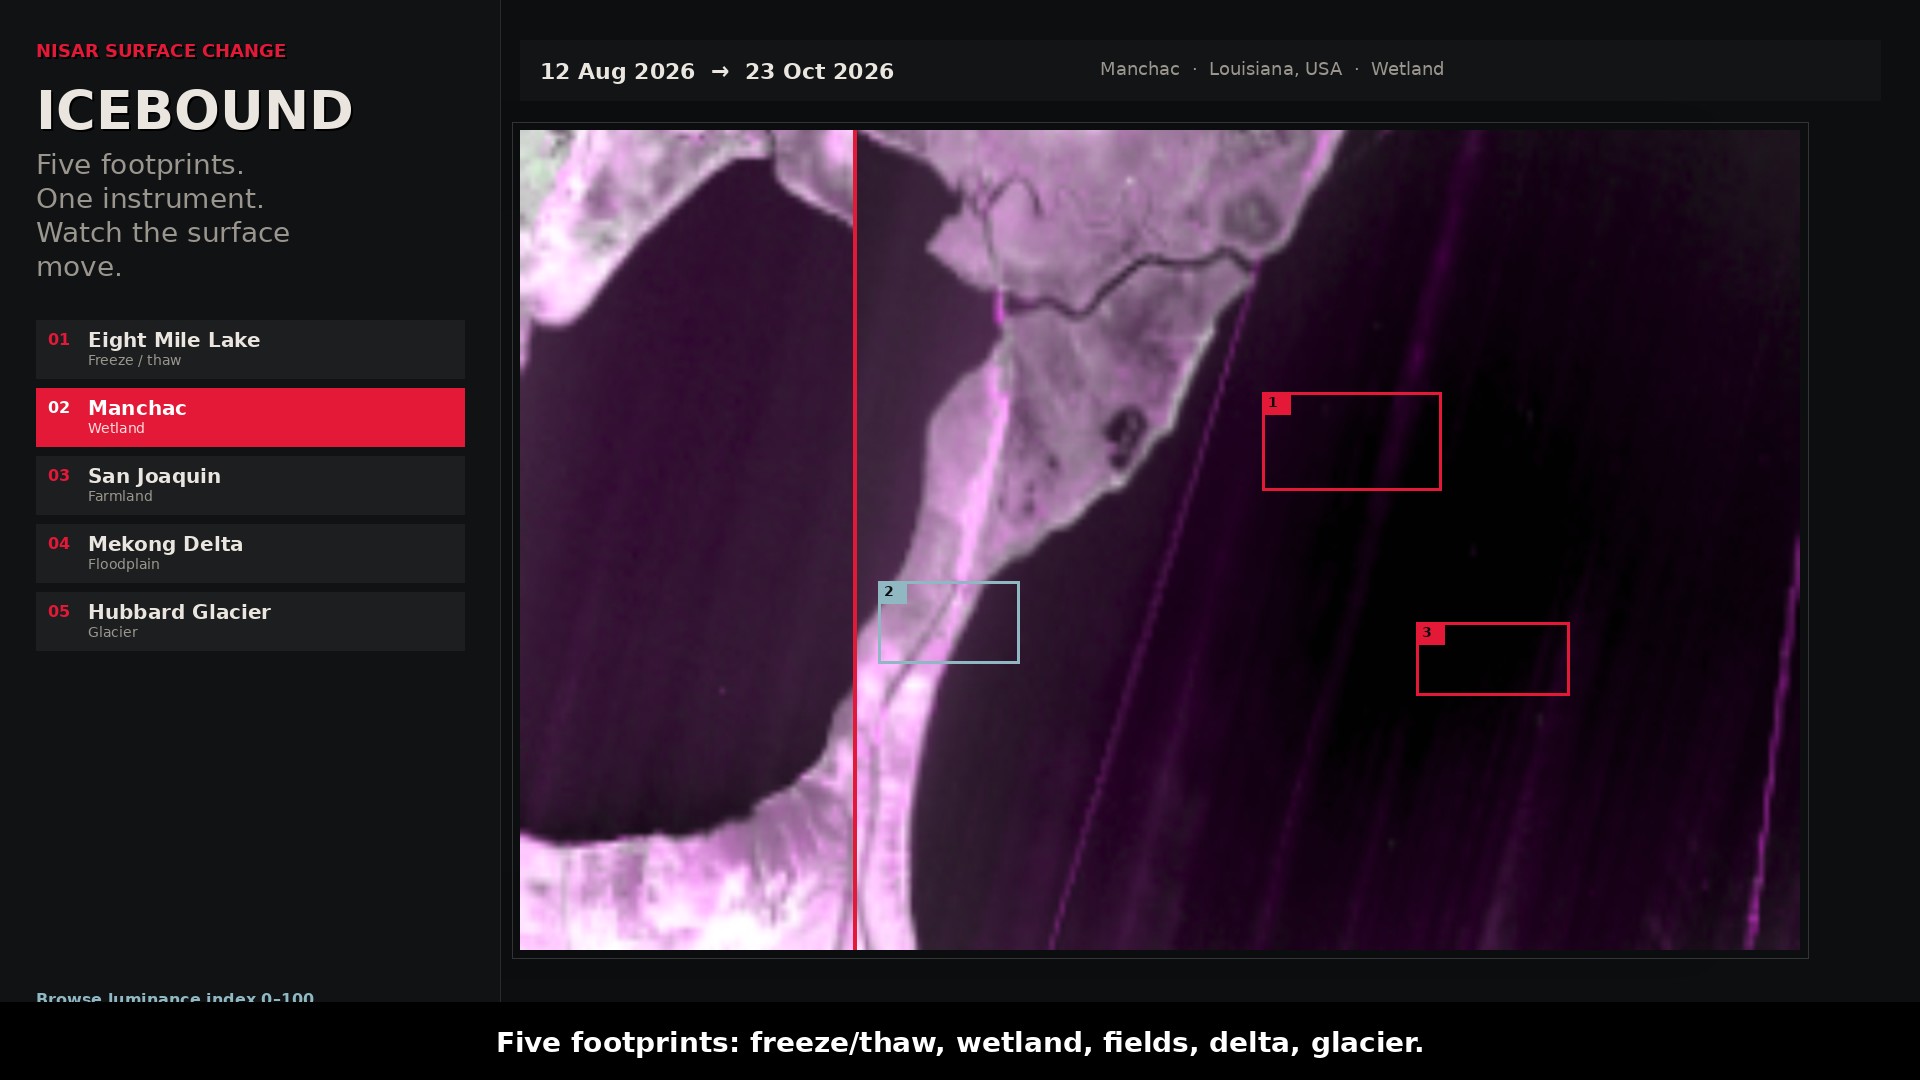 NISAR SURFACE CHANGE
ICEBOUND
Five footprints.
One instrument.
Watch the surface
move.
01 Eight Mile Lake
Freeze / thaw
02 Manchac
Wetland
03 San Joaquin
Farmland
04 Mekong Delta
Floodplain
05 Hubbard Glacier
Glacier
Browse luminance index 0–100
12 Aug 2026 → 23 Oct 2026
Manchac · Louisiana, USA · Wetland
1
2
3
Five footprints: freeze/thaw, wetland, fields, delta, glacier.